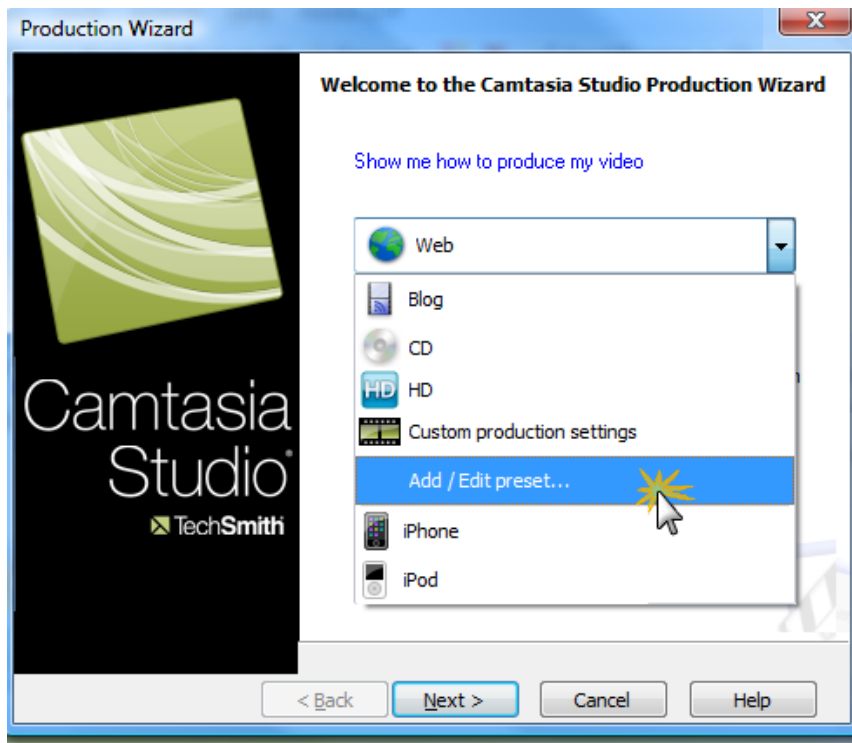 Production Wizard
Welcome to the Camtasia Studio Production Wizard
Show me how to produce my video
Web
Blog
CD
HD HD
Custom production settings
Add / Edit preset...
iPhone
iPod
Camtasia
Studio®
TechSmith
< Back Next > Cancel Help